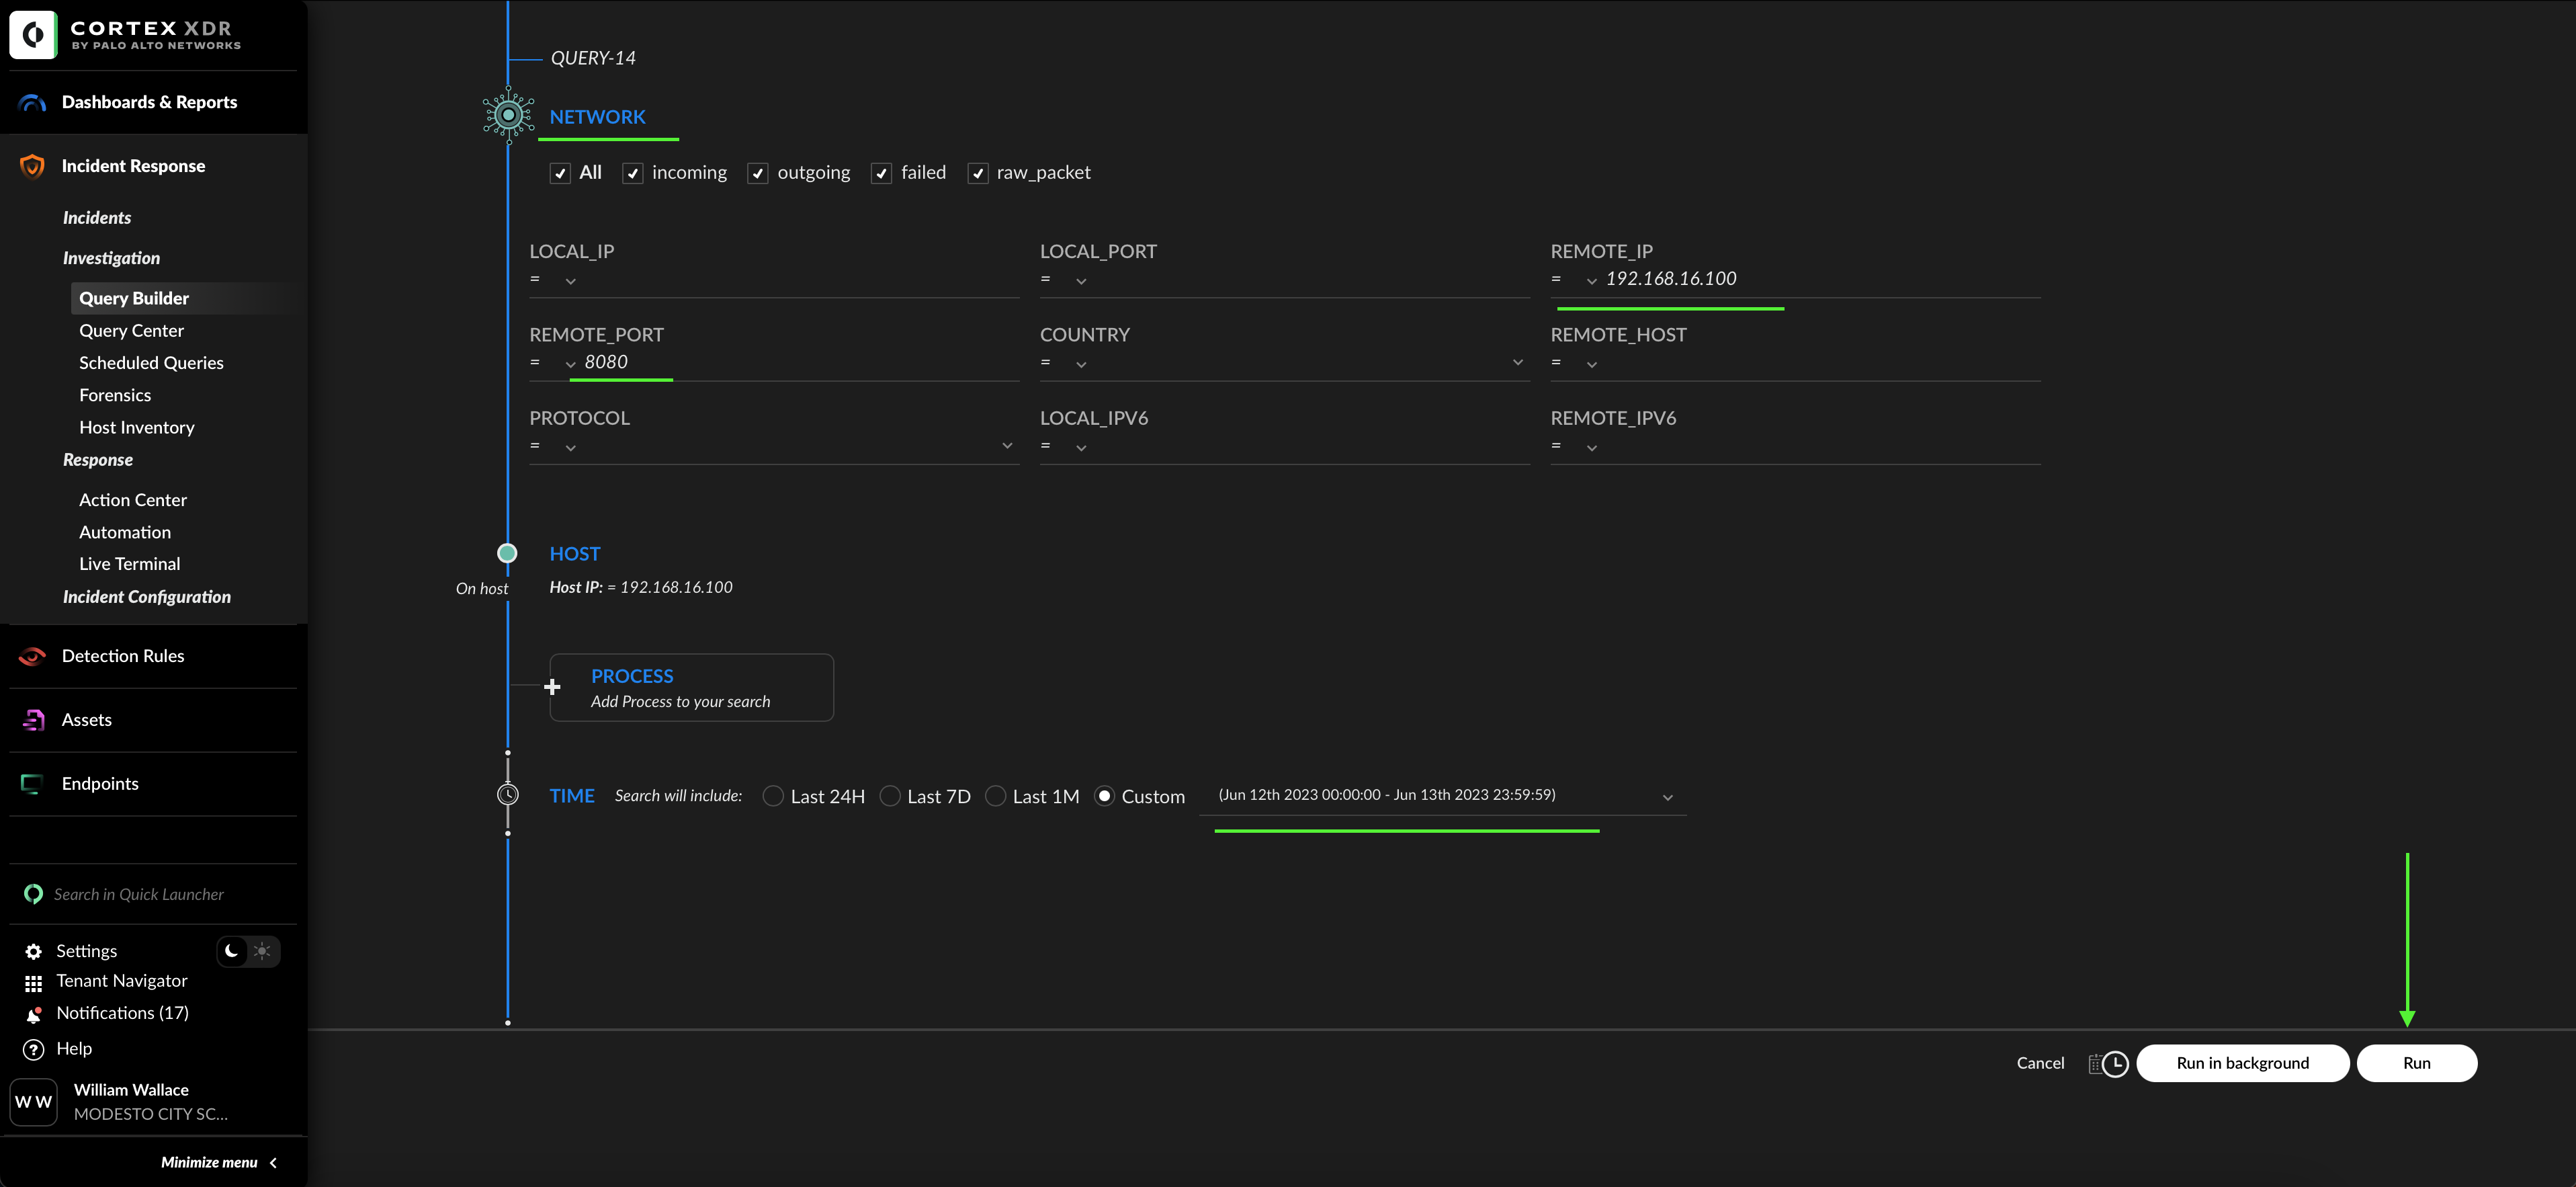 CORTEX XDR
BY PALO ALTO NETWORKS
Dashboards & Reports
Incident Response
Incidents
Investigation
Query Builder
Query Center
Scheduled Queries
Forensics
Host Inventory
Response
Action Center
Automation
Live Terminal
Incident Configuration
Detection Rules
Assets
Endpoints
Search in Quick Launcher
Settings
Tenant Navigator
Notifications (17)
Help
W W
William Wallace
MODESTO CITY SC...
Minimize menu
QUERY-14
NETWORK
All incoming outgoing failed raw_packet
LOCAL_IP LOCAL_PORT REMOTE_IP
= = = 192.168.16.100
REMOTE_PORT COUNTRY REMOTE_HOST
= 8080 = =
PROTOCOL LOCAL_IPV6 REMOTE_IPV6
= = =
HOST
On host Host IP: = 192.168.16.100
PROCESS
Add Process to your search
TIME Search will include: Last 24H Last 7D Last 1M Custom (Jun 12th 2023 00:00:00 - Jun 13th 2023 23:59:59)
Cancel Run in background Run